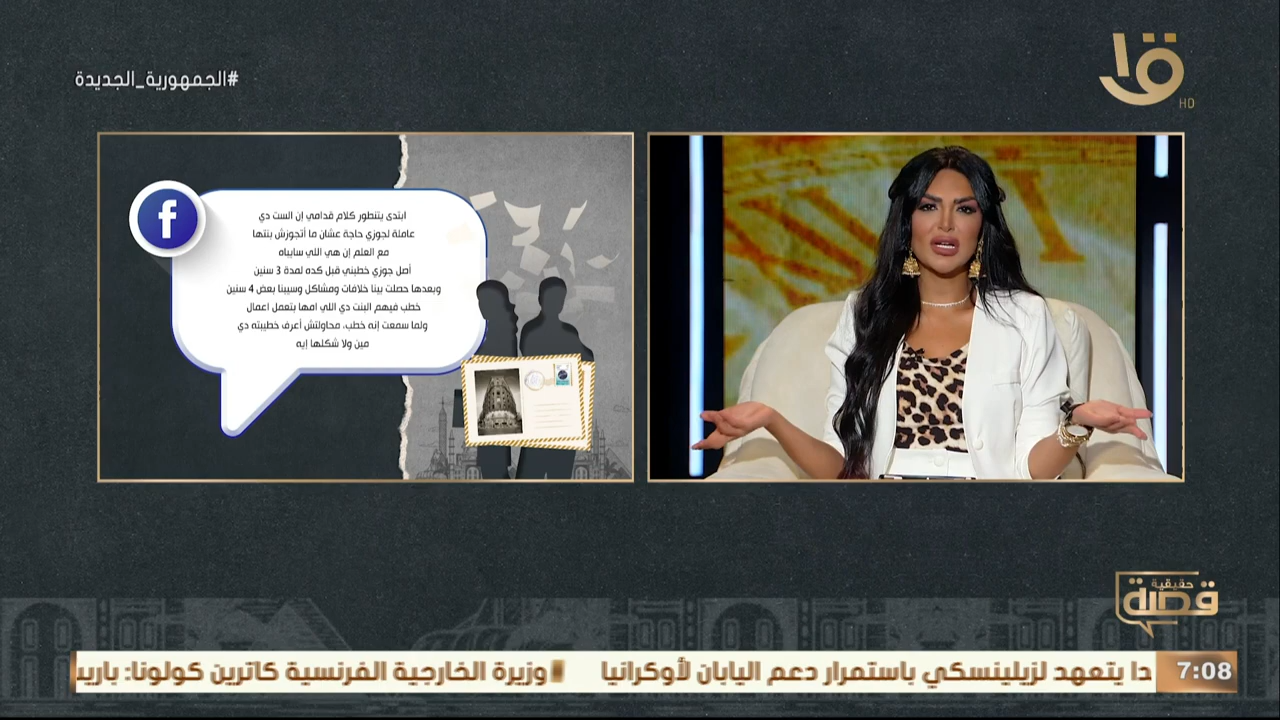 #الجمهورية_الجديدة
HD
f
ابتدى يتنطور كلام قدامي إن الست دي
عاملة لجوزي حاجة عشان ما أتجوزش بنتها
مع العلم إن هي اللي سايباه
أصل جوزي خطبني قبل كده لمدة 3 سنين
وبعدها حصلت بينا خلافات ومشاكل وسيبنا بعض 4 سنين
خطب فيهم البنت دي اللي امها بتعمل اعمال
ولما سمعت إنه خطب، محاولتش أعرف خطيبته دي
مين ولا شكلها إيه
قصة
حقيقية
7:08
دا يتعهد لزيلينسكي باستمرار دعم اليابان لأوكرانيا
وزيرة الخارجية الفرنسية كاترين كولونا: باريس